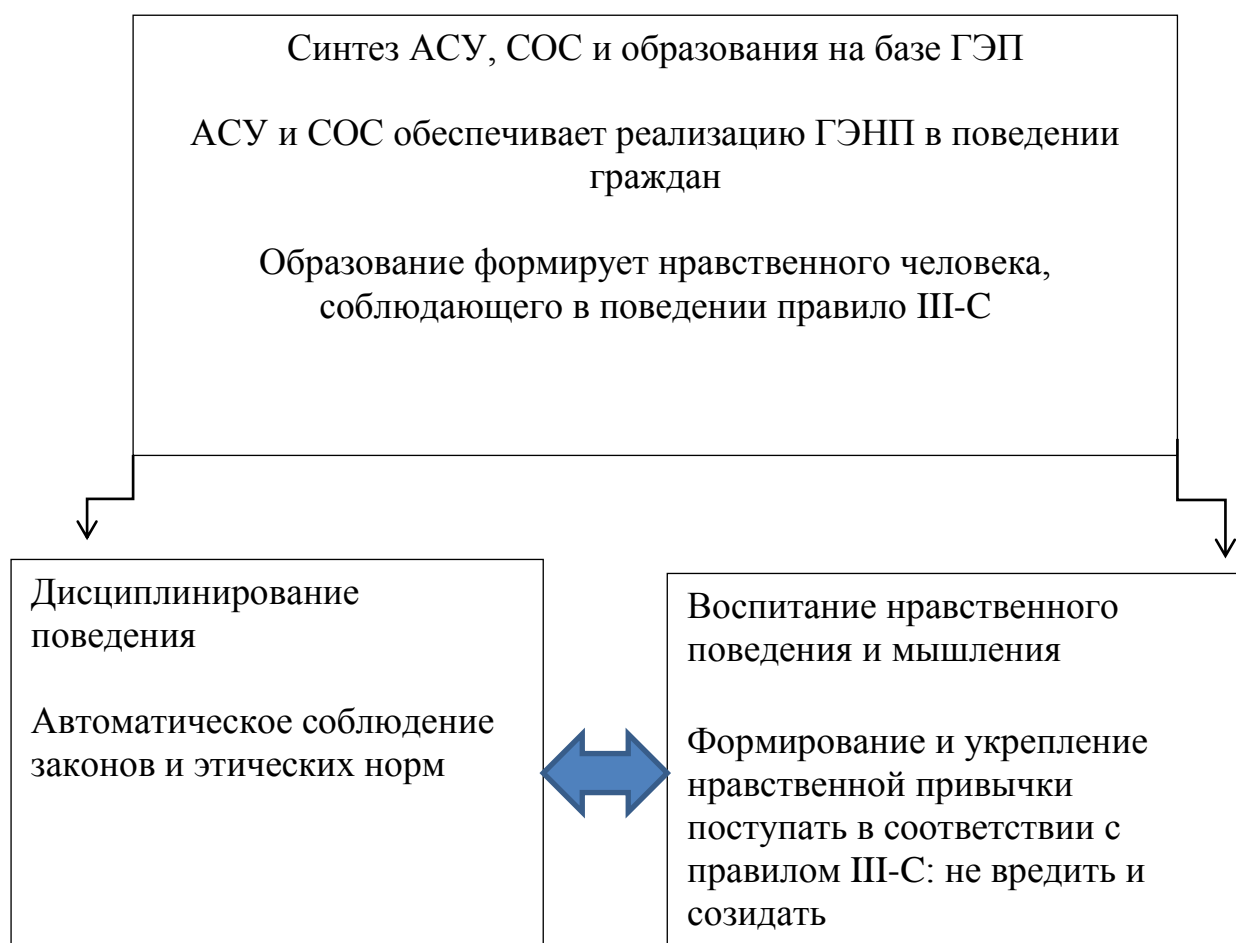 Синтез АСУ, СОС и образования на базе ГЭП
АСУ и СОС обеспечивает реализацию ГЭНП в поведении
граждан
Образование формирует нравственного человека,
соблюдающего в поведении правило III-С
Дисциплинирование
поведения
Автоматическое соблюдение
законов и этических норм
Воспитание нравственного
поведения и мышления
Формирование и укрепление
нравственной привычки
поступать в соответствии с
правилом III-С: не вредить и
созидать